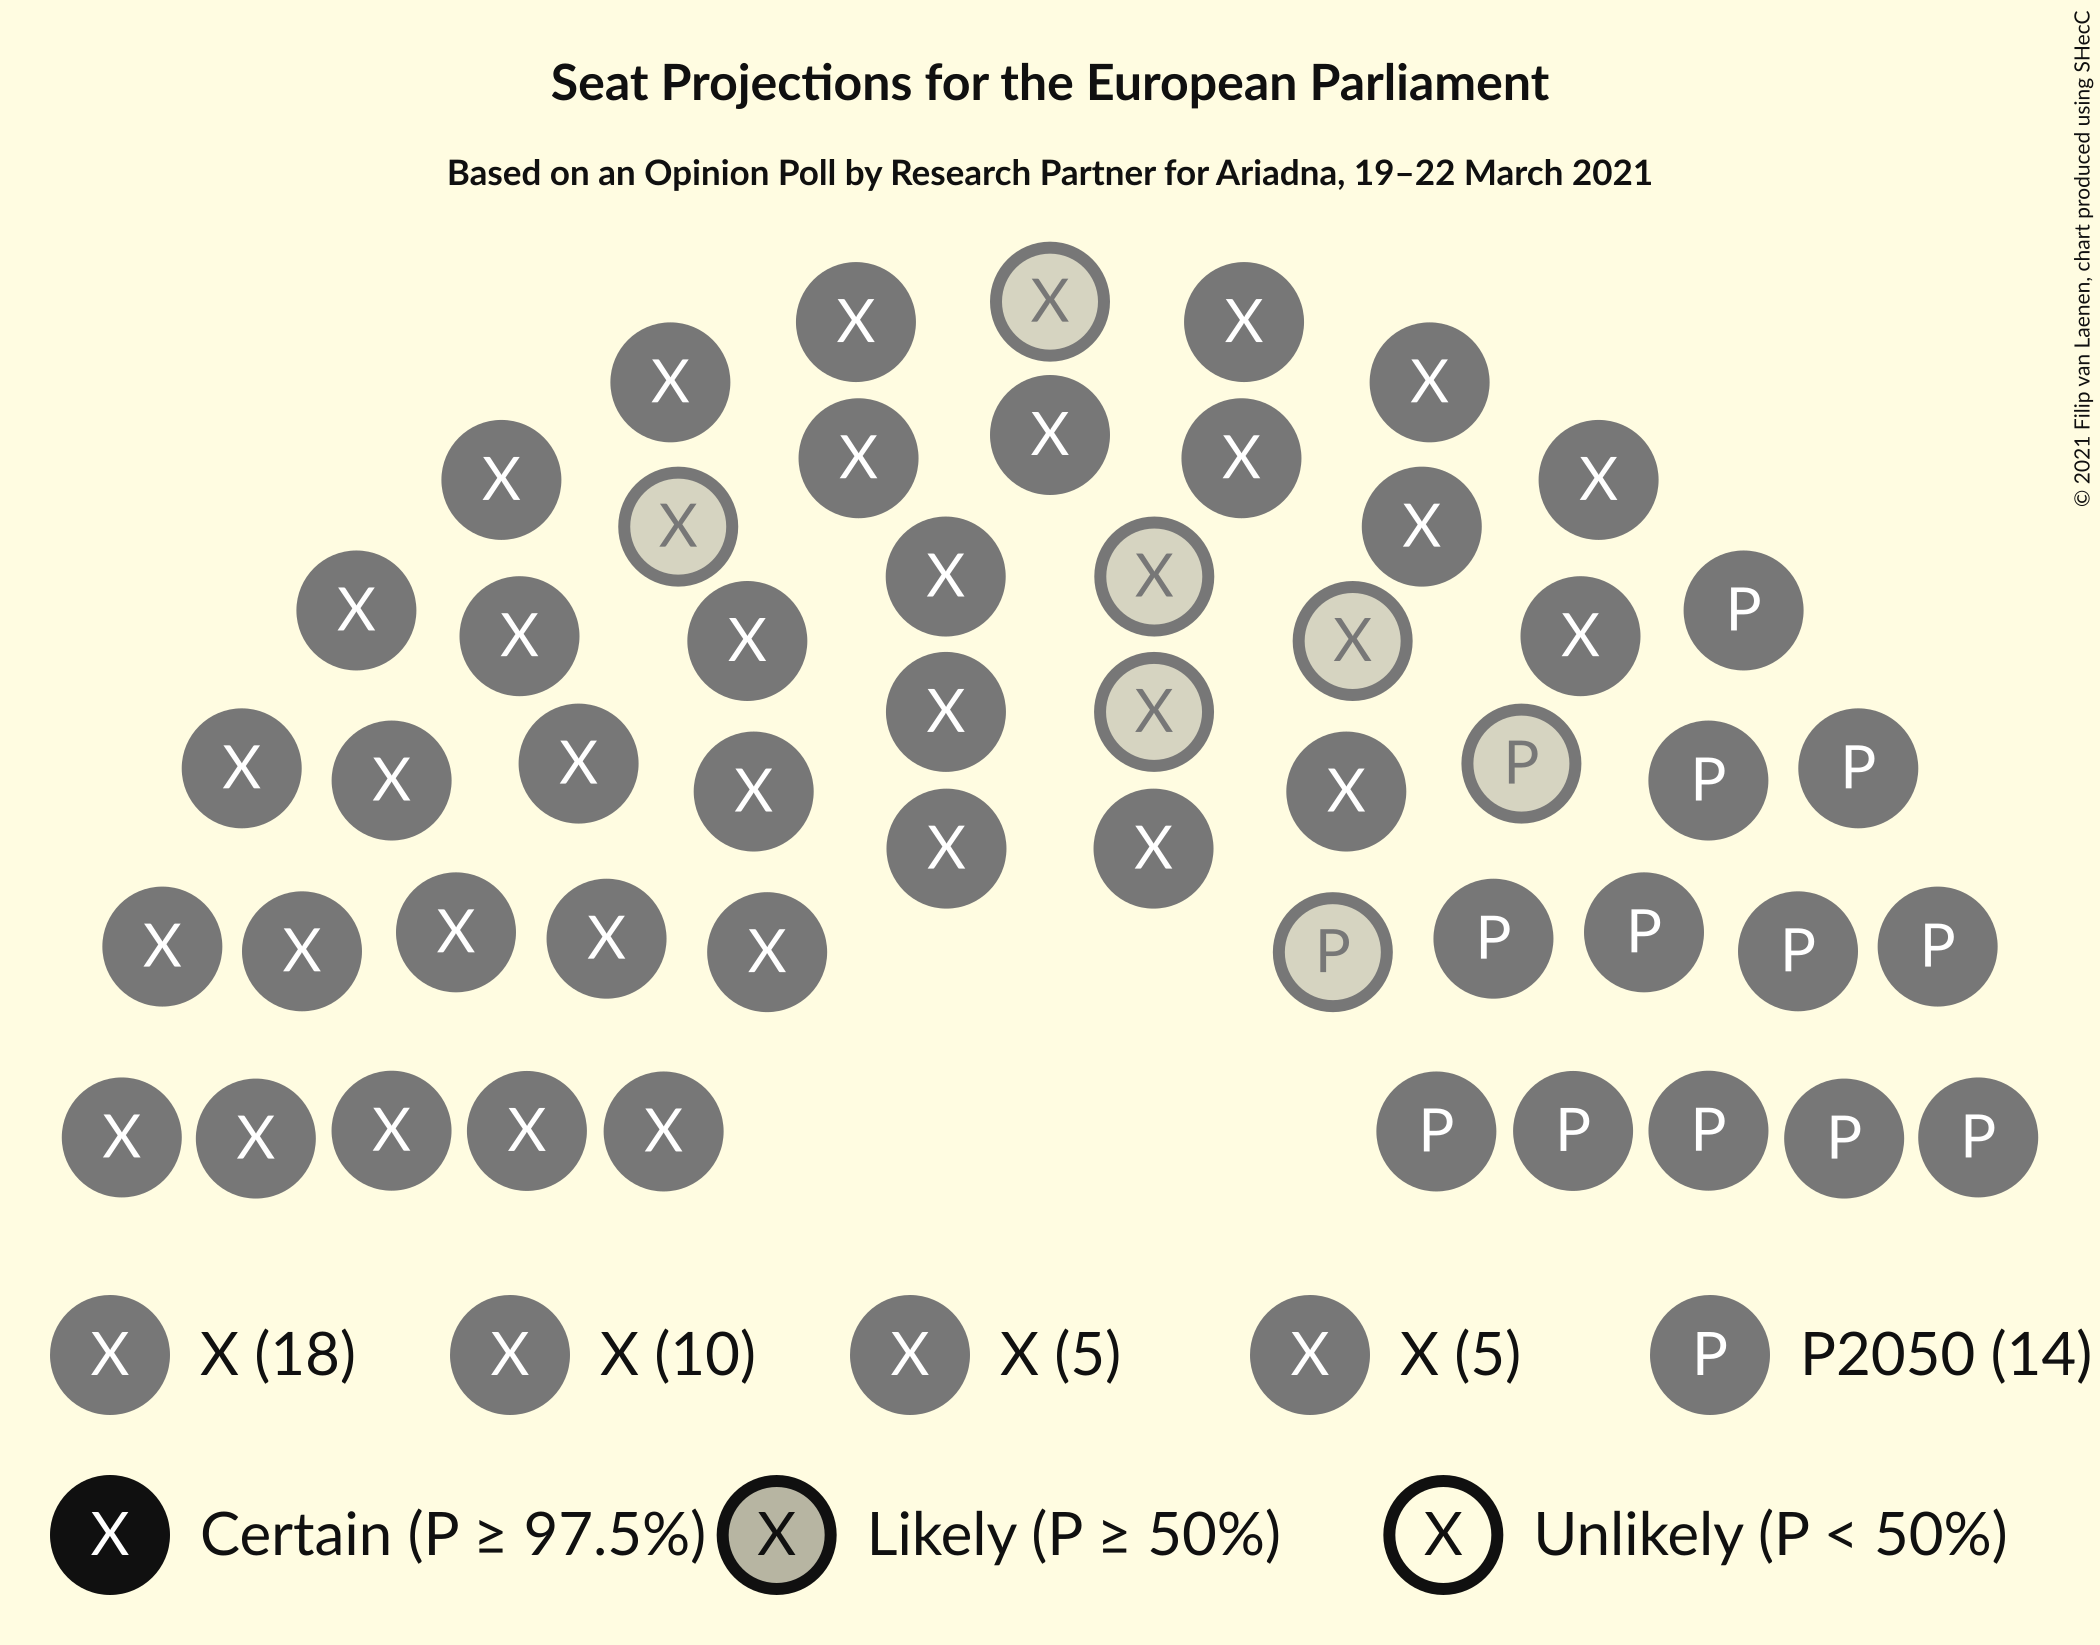 Seat Projections for the European Parliament
Based on an Opinion Poll by Research Partner for Ariadna, 19–22 March 2021
© 2021 Filip van Laenen, chart produced using SHecC
X
X X
X X
X X
X
X X
X X
X X
X X X P
X X
X X
X X
X X X P P P
X X
X X
X X X P P P
X X X X X P P P P P
X X X X X P P P P P
X X (18) X X (10) X X (5) X X (5) P P2050 (14)
X Certain (P ≥ 97.5%) X Likely (P ≥ 50%) X Unlikely (P < 50%)